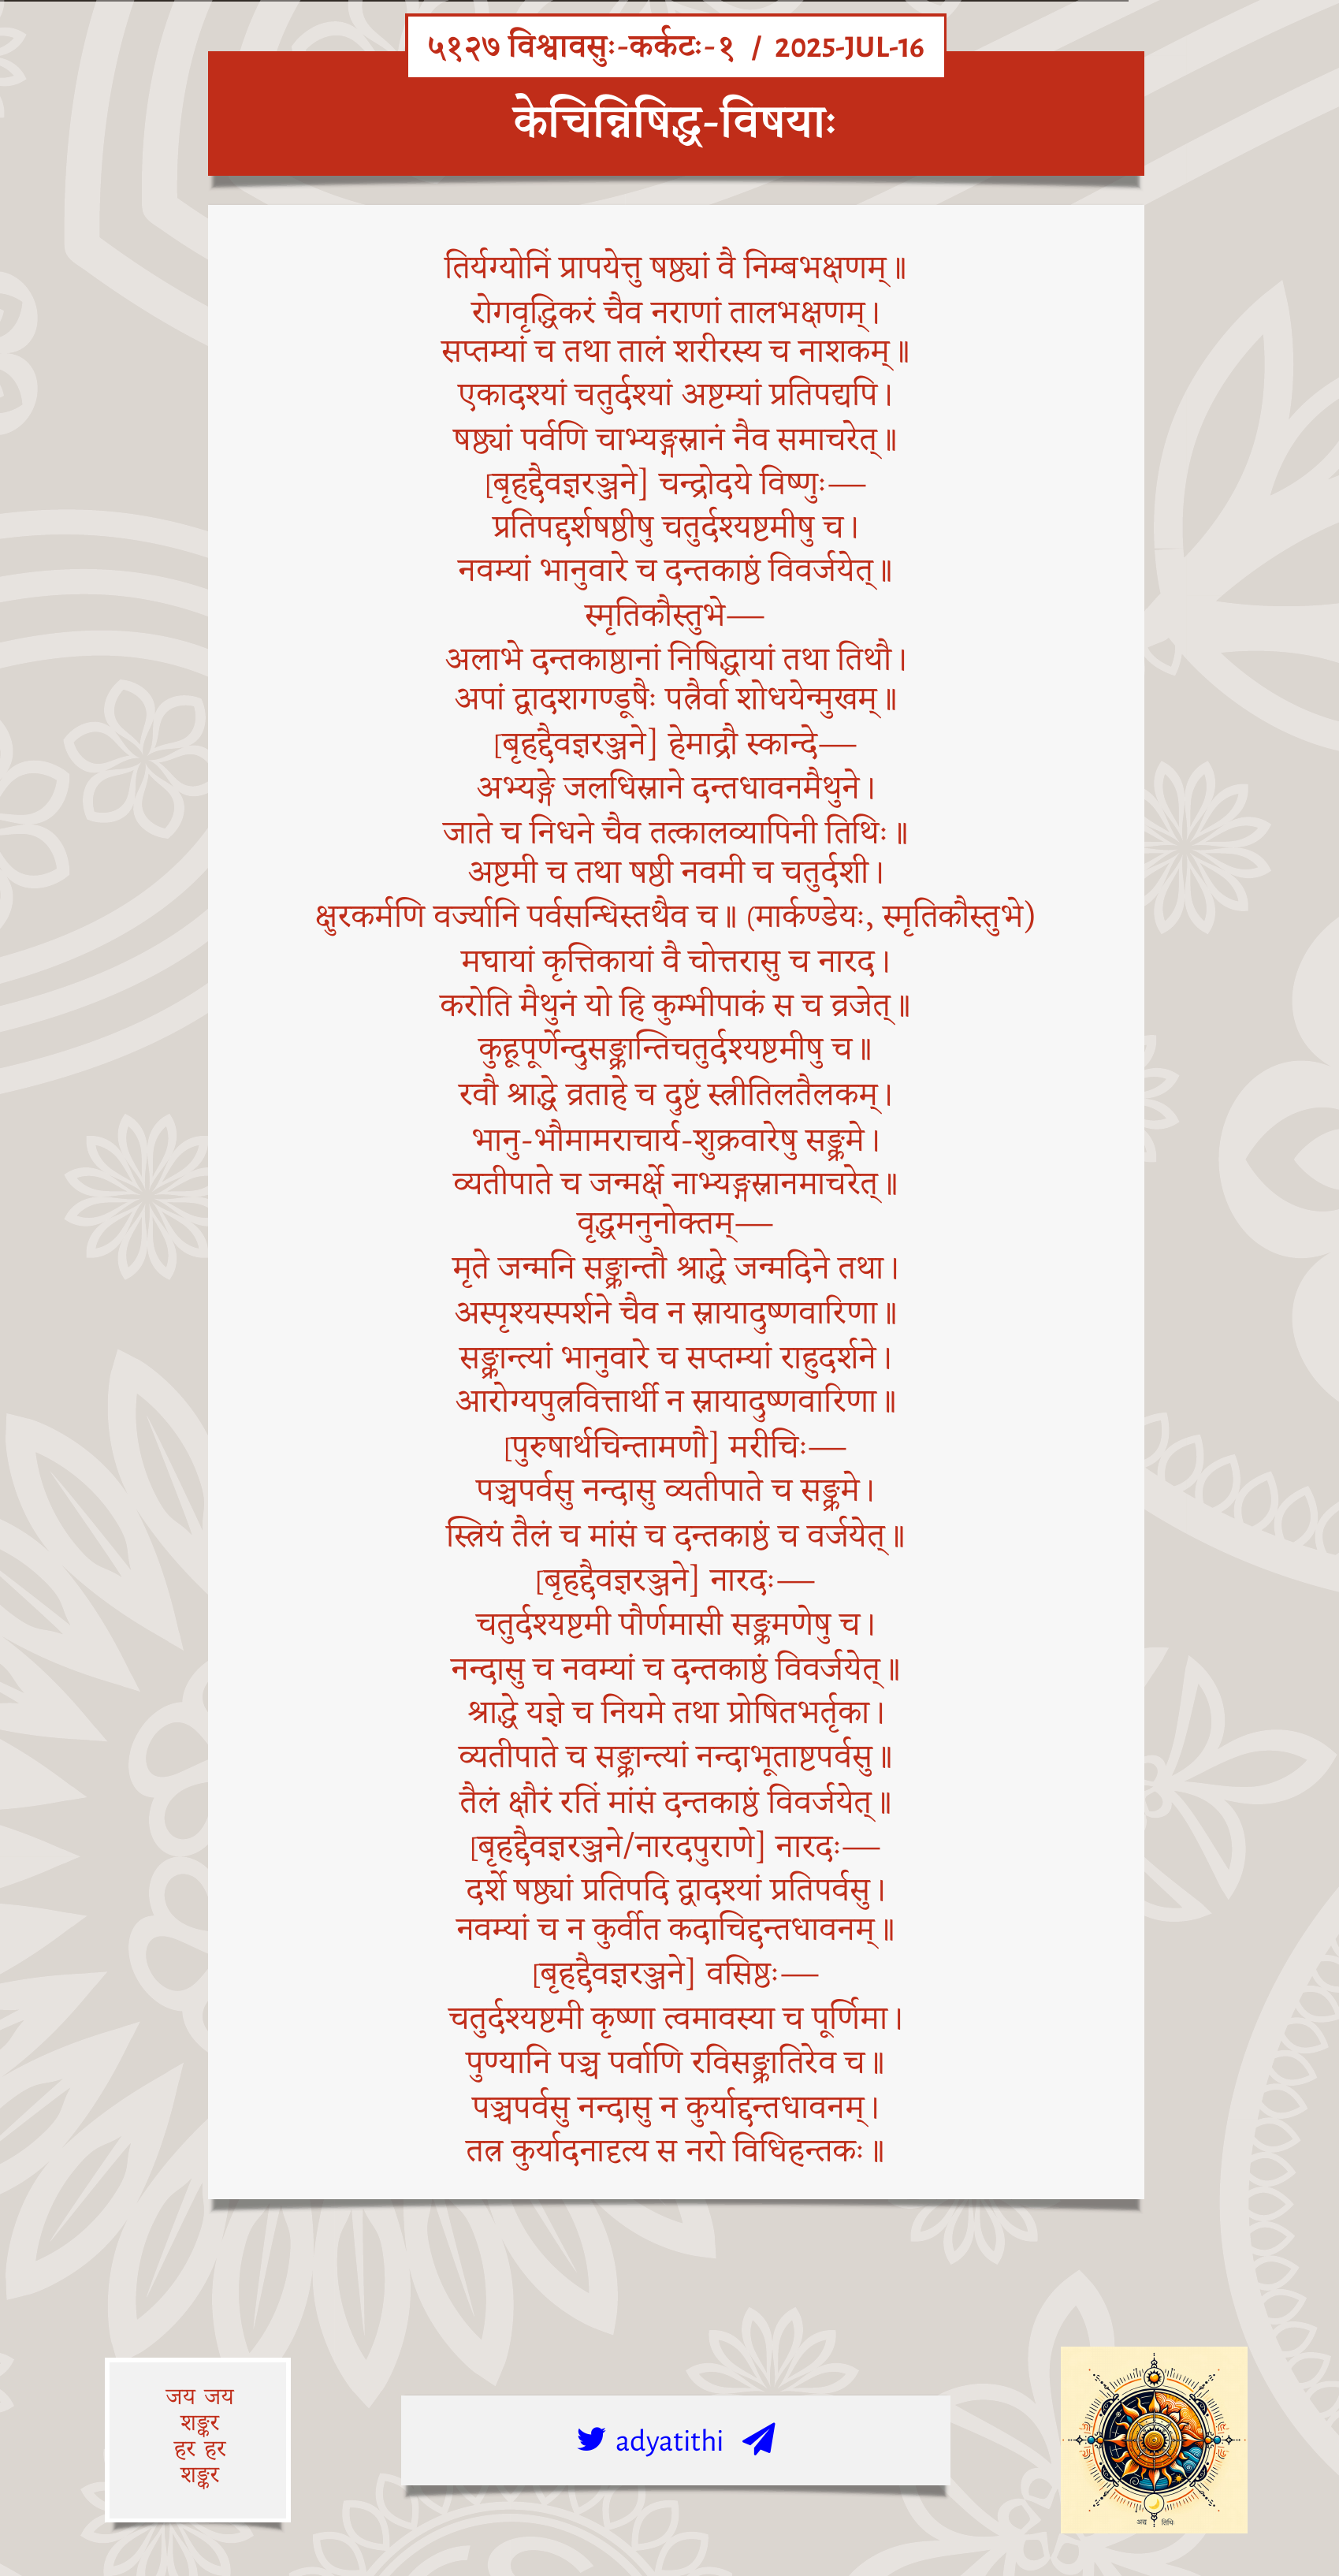 ५१२७ विश्वावसुः-कर्कटः-१ / 2025-JUL-16
केचिन्निषिद्ध-विषयाः
तिर्यग्योनिं प्रापयेत्तु षष्ठ्यां वै निम्बभक्षणम्॥
रोगवृद्धिकरं चैव नराणां तालभक्षणम्।
सप्तम्यां च तथा तालं शरीरस्य च नाशकम्॥
एकादश्यां चतुर्दश्यां अष्टम्यां प्रतिपद्यपि।
षष्ठ्यां पर्वणि चाभ्यङ्गस्नानं नैव समाचरेत्॥
[बृहद्दैवज्ञरञ्जने] चन्द्रोदये विष्णुः—
प्रतिपद्दर्शषष्ठीषु चतुर्दश्यष्टमीषु च।
नवम्यां भानुवारे च दन्तकाष्ठं विवर्जयेत्॥
स्मृतिकौस्तुभे—
अलाभे दन्तकाष्ठानां निषिद्धायां तथा तिथौ।
अपां द्वादशगण्डूषैः पत्रैर्वा शोधयेन्मुखम्॥
[बृहद्दैवज्ञरञ्जने] हेमाद्रौ स्कान्दे—
अभ्यङ्गे जलधिस्नाने दन्तधावनमैथुने।
जाते च निधने चैव तत्कालव्यापिनी तिथिः॥
अष्टमी च तथा षष्ठी नवमी च चतुर्दशी।
क्षुरकर्मणि वर्ज्यानि पर्वसन्धिस्तथैव च॥ (मार्कण्डेयः, स्मृतिकौस्तुभे)
मघायां कृत्तिकायां वै चोत्तरासु च नारद।
करोति मैथुनं यो हि कुम्भीपाकं स च व्रजेत्॥
कुहूपूर्णेन्दुसङ्क्रान्तिचतुर्दश्यष्टमीषु च॥
रवौ श्राद्धे व्रताहे च दुष्टं स्त्रीतिलतैलकम्।
भानु-भौमामराचार्य-शुक्रवारेषु सङ्क्रमे।
व्यतीपाते च जन्मर्क्षे नाभ्यङ्गस्नानमाचरेत्॥
वृद्धमनुनोक्तम्—
मृते जन्मनि सङ्क्रान्तौ श्राद्धे जन्मदिने तथा।
अस्पृश्यस्पर्शने चैव न स्नायादुष्णवारिणा॥
सङ्क्रान्त्यां भानुवारे च सप्तम्यां राहुदर्शने।
आरोग्यपुत्रवित्तार्थी न स्नायादुष्णवारिणा॥
[पुरुषार्थचिन्तामणौ] मरीचिः—
पञ्चपर्वसु नन्दासु व्यतीपाते च सङ्क्रमे।
स्त्रियं तैलं च मांसं च दन्तकाष्ठं च वर्जयेत्॥
[बृहद्दैवज्ञरञ्जने] नारदः—
चतुर्दश्यष्टमी पौर्णमासी सङ्क्रमणेषु च।
नन्दासु च नवम्यां च दन्तकाष्ठं विवर्जयेत्॥
श्राद्धे यज्ञे च नियमे तथा प्रोषितभर्तृका।
व्यतीपाते च सङ्क्रान्त्यां नन्दाभूताष्टपर्वसु॥
तैलं क्षौरं रतिं मांसं दन्तकाष्ठं विवर्जयेत्॥
[बृहद्दैवज्ञरञ्जने/नारदपुराणे] नारदः—
दर्शे षष्ठ्यां प्रतिपदि द्वादश्यां प्रतिपर्वसु।
नवम्यां च न कुर्वीत कदाचिद्दन्तधावनम्॥
[बृहद्दैवज्ञरञ्जने] वसिष्ठः—
चतुर्दश्यष्टमी कृष्णा त्वमावस्या च पूर्णिमा।
पुण्यानि पञ्च पर्वाणि रविसङ्क्रातिरेव च॥
पञ्चपर्वसु नन्दासु न कुर्याद्दन्तधावनम्।
तत्र कुर्यादनादृत्य स नरो विधिहन्तकः॥
जय जय
शङ्कर
हर हर
शङ्कर
adyatithi
अद्य तिथिः